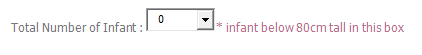 Total Number of Infant : 0 * infant below 80cm tall in this box